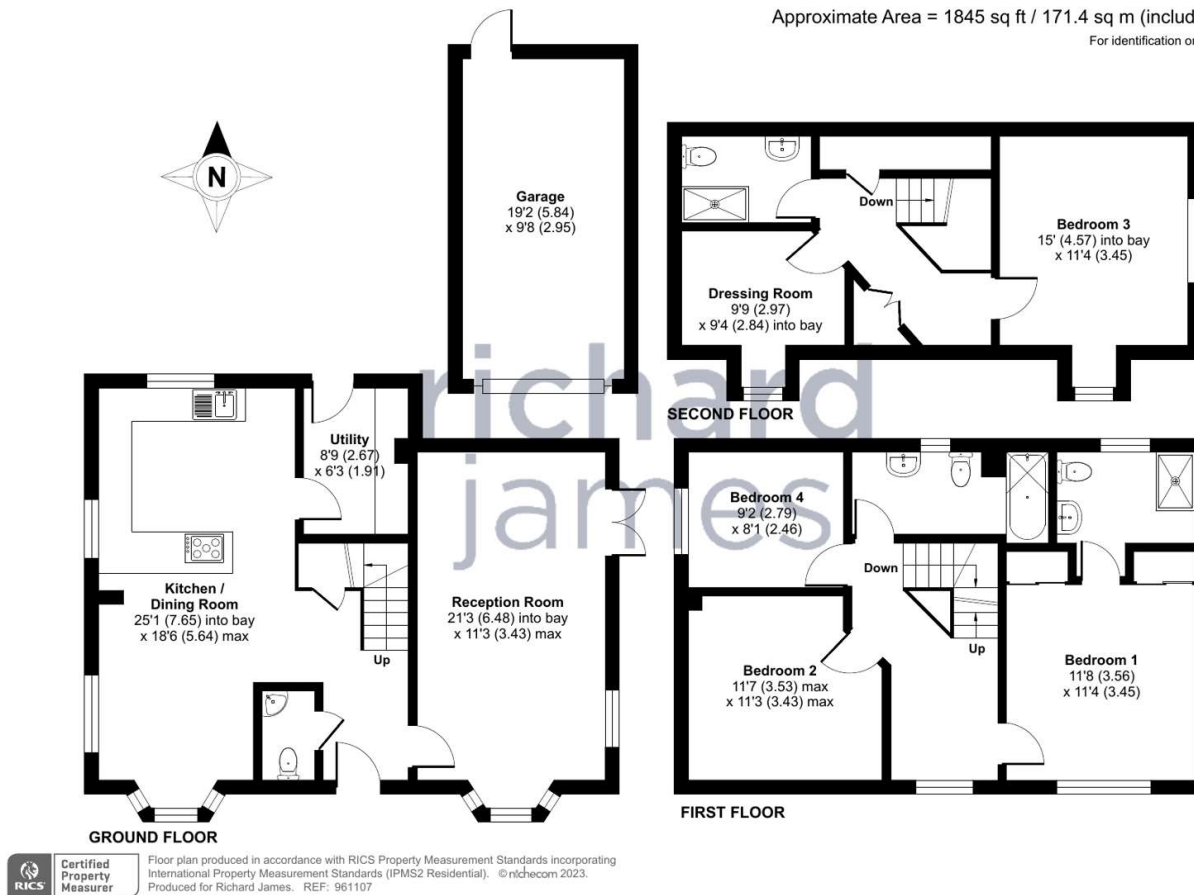 Approximate Area = 1845 sq ft / 171.4 sq m (includ
For identification o
N
Garage
19'2 (5.84)
x 9'8 (2.95)
Down
Bedroom 3
15' (4.57) into bay
x 11'4 (3.45)
Dressing Room
9'9 (2.97)
x 9'4 (2.84) into bay
SECOND FLOOR
richard
james
Utility
8'9 (2.67)
x 6'3 (1.91)
Kitchen /
Dining Room
25'1 (7.65) into bay
x 18'6 (5.64) max
Up
Reception Room
21'3 (6.48) into bay
x 11'3 (3.43) max
GROUND FLOOR
Bedroom 4
9'2 (2.79)
x 8'1 (2.46)
Down
Up
Bedroom 2
11'7 (3.53) max
x 11'3 (3.43) max
Bedroom 1
11'8 (3.56)
x 11'4 (3.45)
FIRST FLOOR
RICS
Certified
Property
Measurer
Floor plan produced in accordance with RICS Property Measurement Standards incorporating
International Property Measurement Standards (IPMS2 Residential). ©nichecom 2023.
Produced for Richard James. REF: 961107